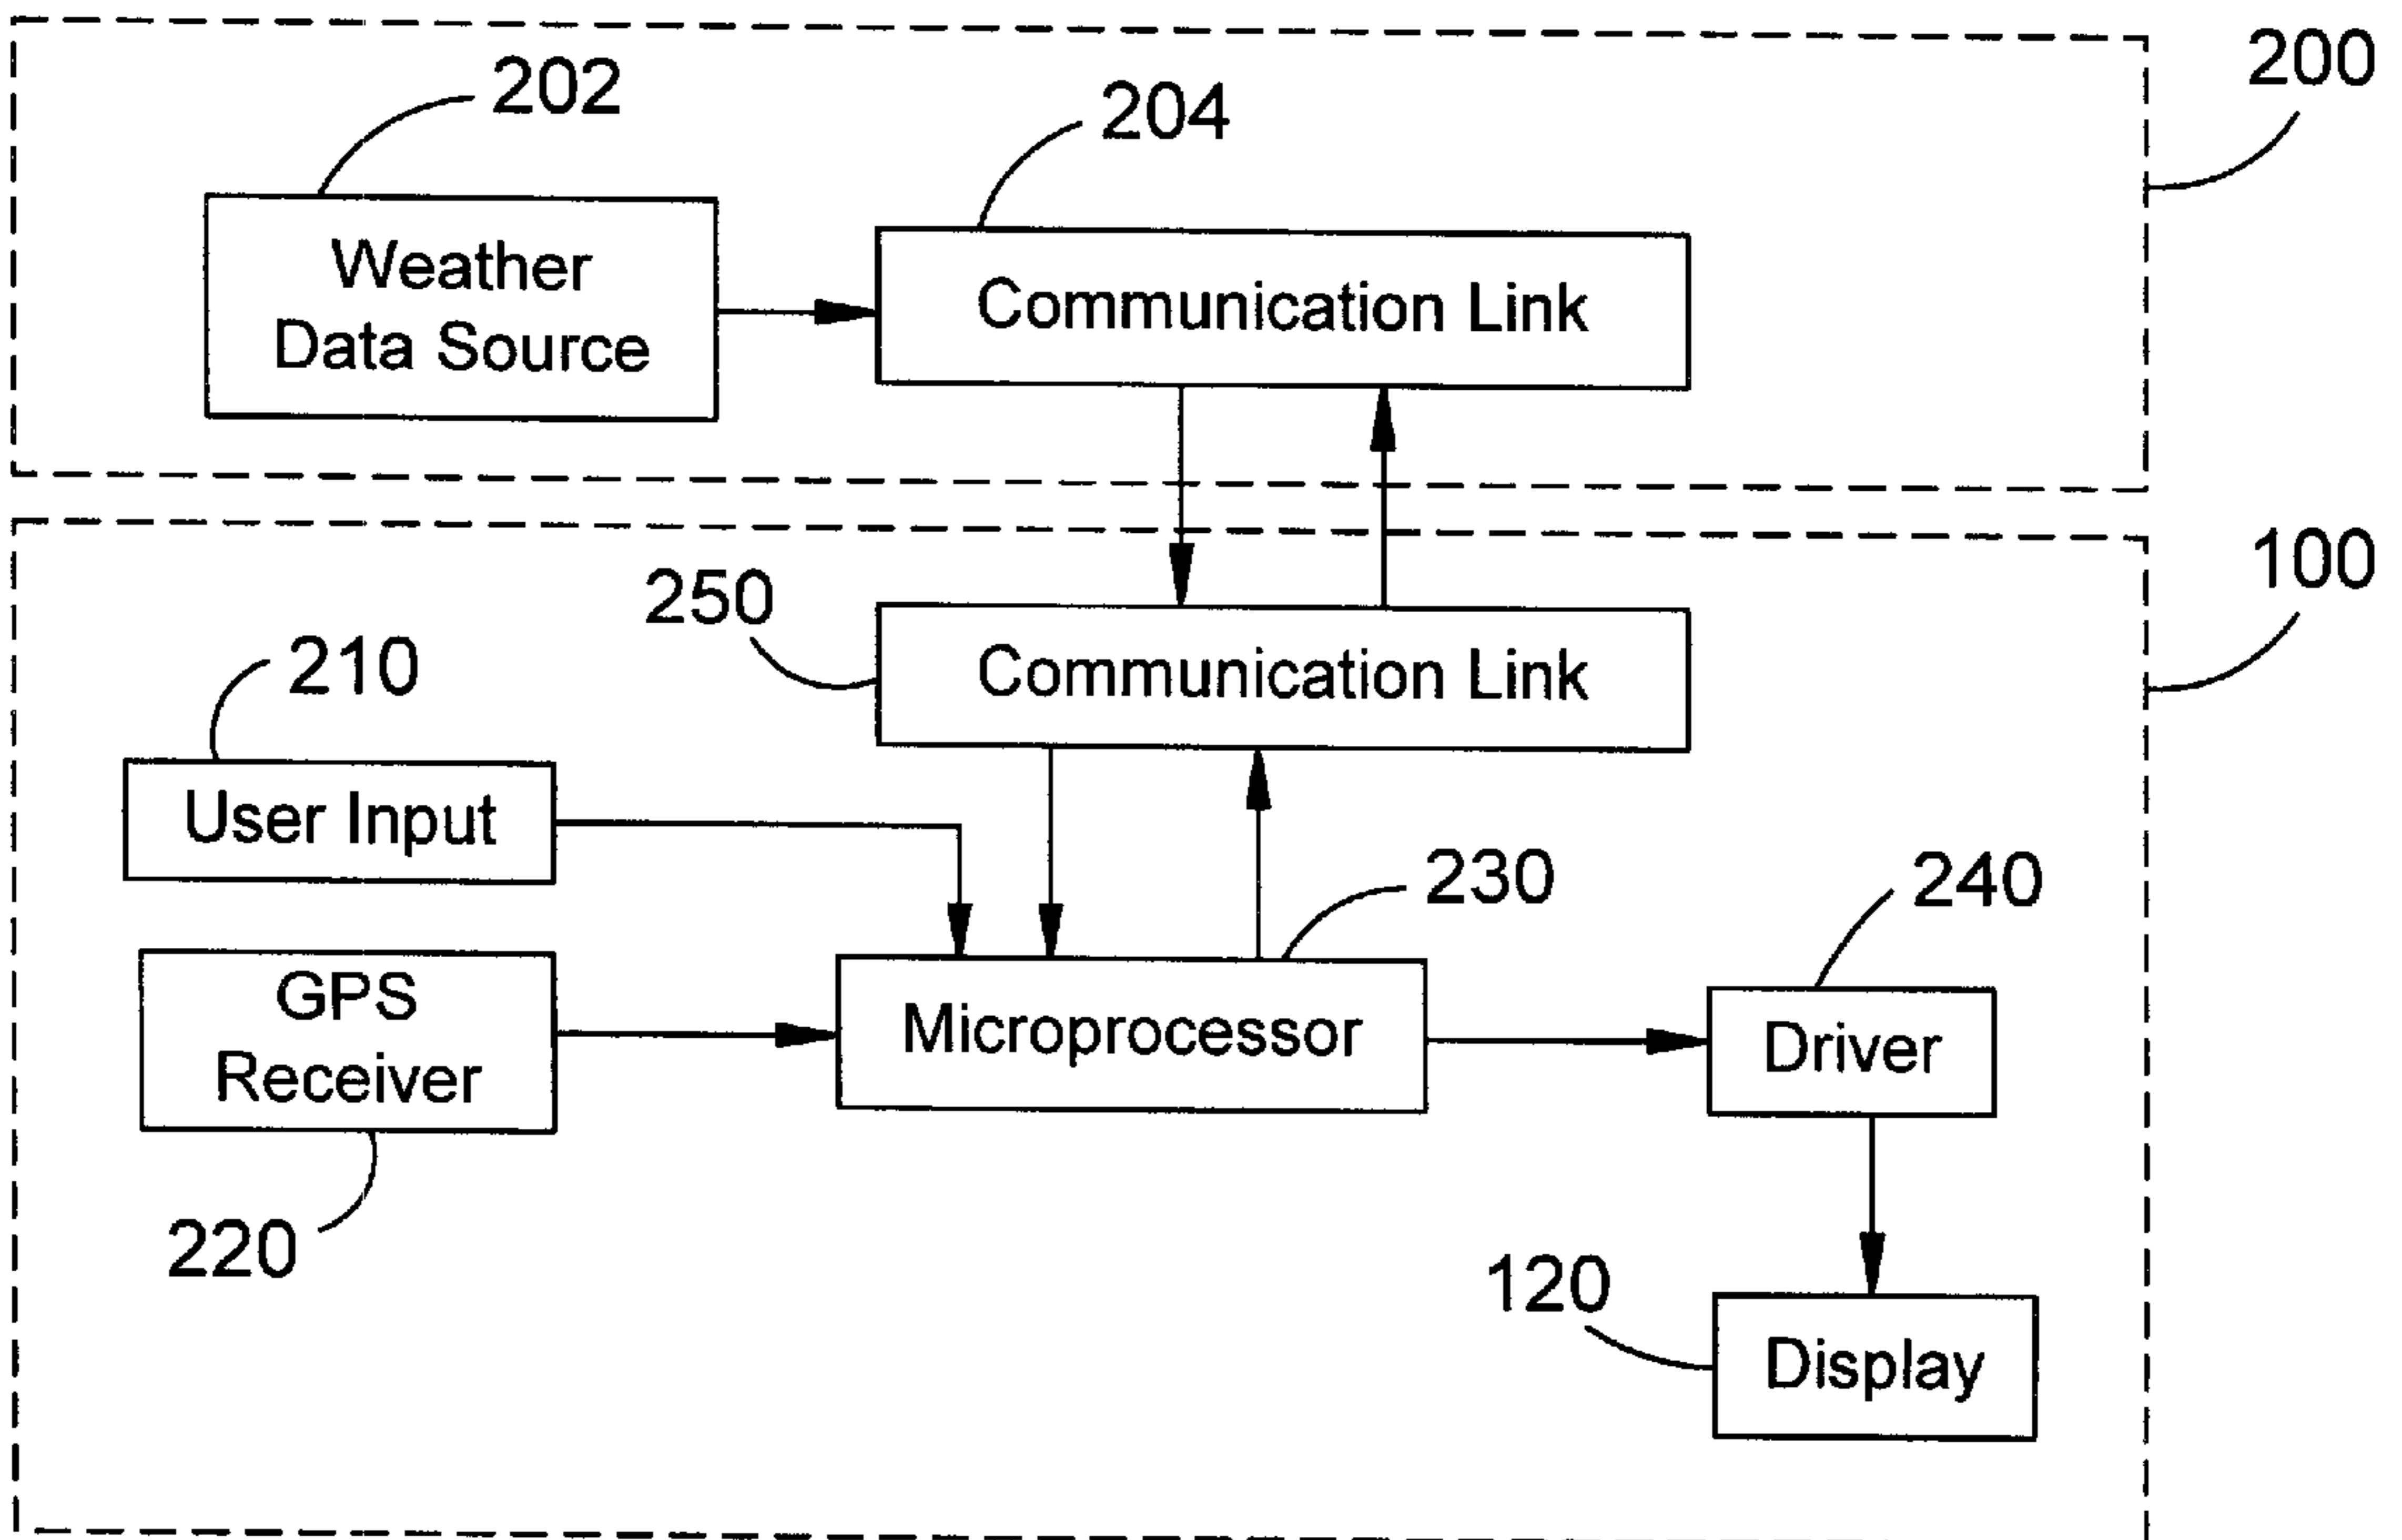 200
202
204
Weather
Data Source
Communication Link
100
250
Communication Link
210
User Input
230
240
GPS
Receiver
Microprocessor
Driver
220
120
Display